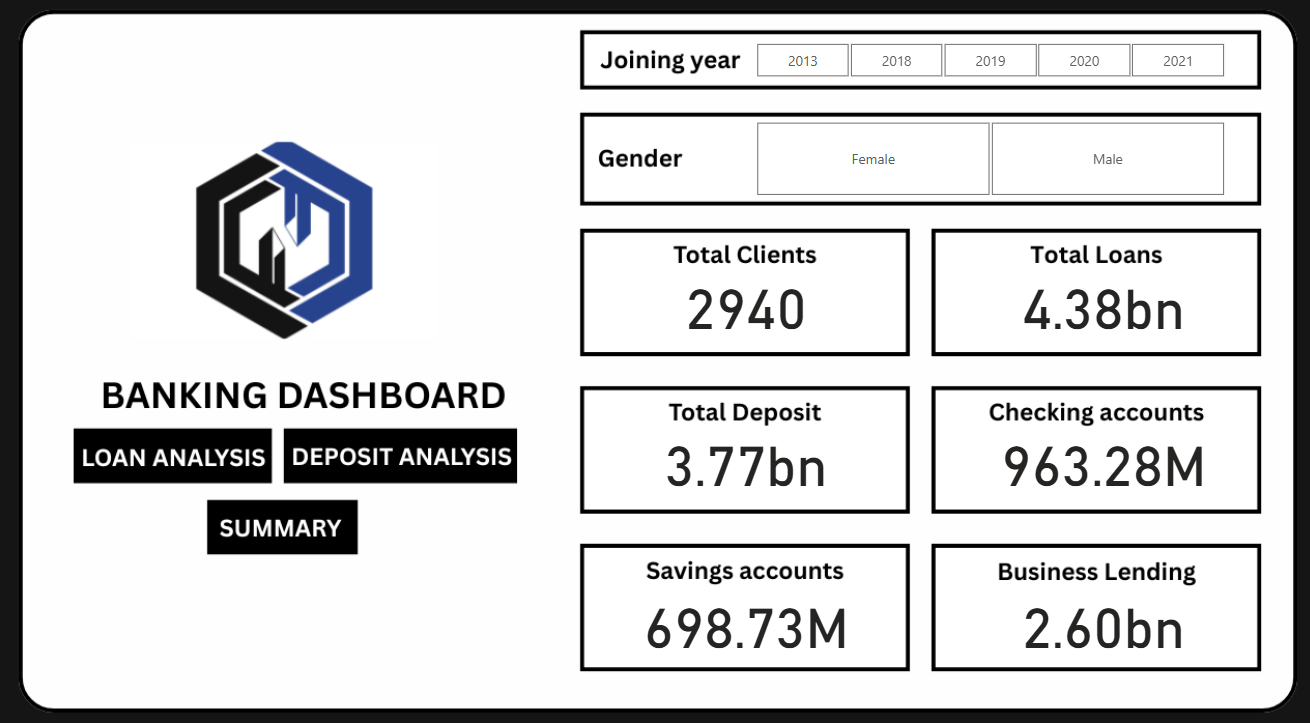 Joining year 2013 2018 2019 2020 2021
Gender Female Male
BANKING DASHBOARD
LOAN ANALYSIS DEPOSIT ANALYSIS
SUMMARY
Total Clients
2940
Total Loans
4.38bn
Total Deposit
3.77bn
Checking accounts
963.28M
Savings accounts
698.73M
Business Lending
2.60bn